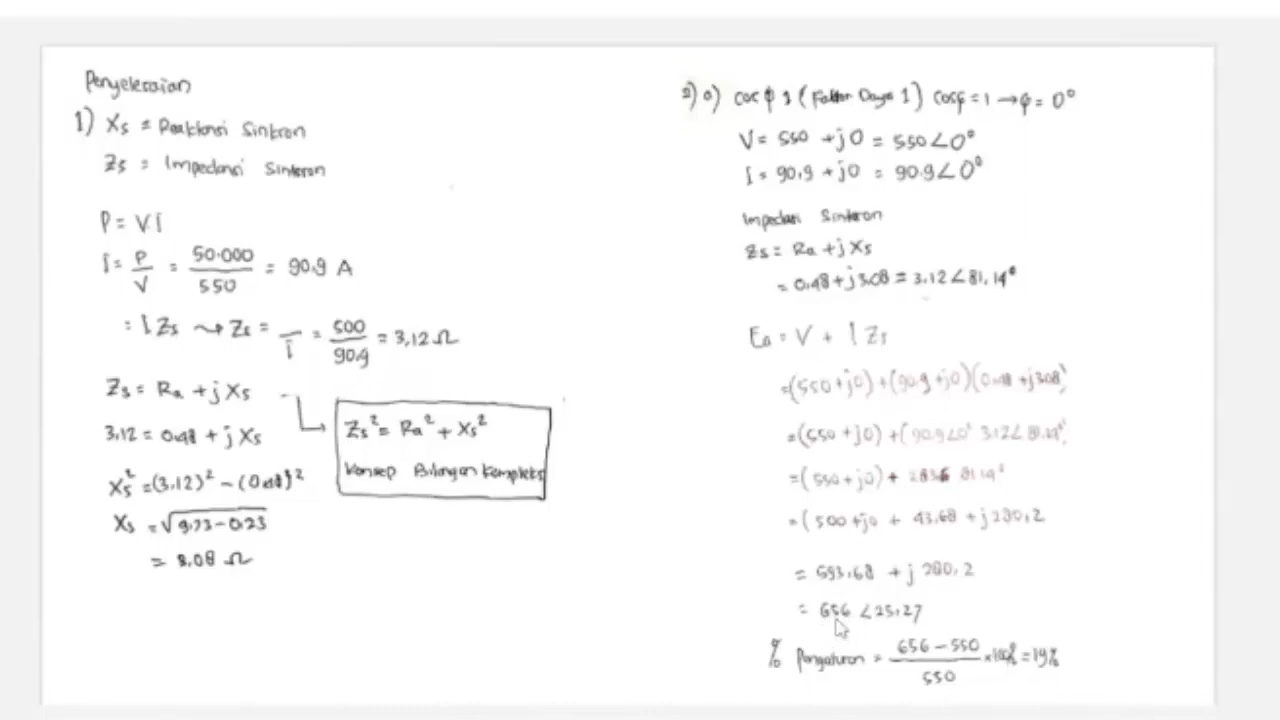 Penyelesaian
1) Xs = Reaktansi Sinkron
Zs = Impedansi Sinkron
P = V I
I = P/V = 50.000/550 = 90.9 A
= I Zs → Zs = /I = 500/90.9 = 3,12 Ω
Zs = Ra + j Xs
Zs² = Ra² + Xs²
Konsep Bilangan Kompleks
3,12 = 0,48 + j Xs
Xs² = (3,12)² - (0,48)²
Xs = √9.73 - 0.23
= 3.08 Ω
2) a) cos φ 1 (Faktor Daya 1) cos φ = 1 → φ = 0°
V = 550 + j0 = 550∠0°
I = 90.9 + j0 = 90.9∠0°
Impedansi Sinkron
Zs = Ra + j Xs
= 0,48 + j3.08 = 3.12∠81,14°
Ea = V + I Zs
= (550 + j0) + (90.9 + j0)(0,48 + j3.08)
= (550 + j0) + (90.9∠0° 3.12∠81.14°)
= (550 + j0) + 283.6 81.14°
= (500 + j0 + 43,68 + j280,2
= 593,68 + j 280,2
= 656 ∠25,27
% Pengaturan = 656 - 550/550 × 100% = 19%